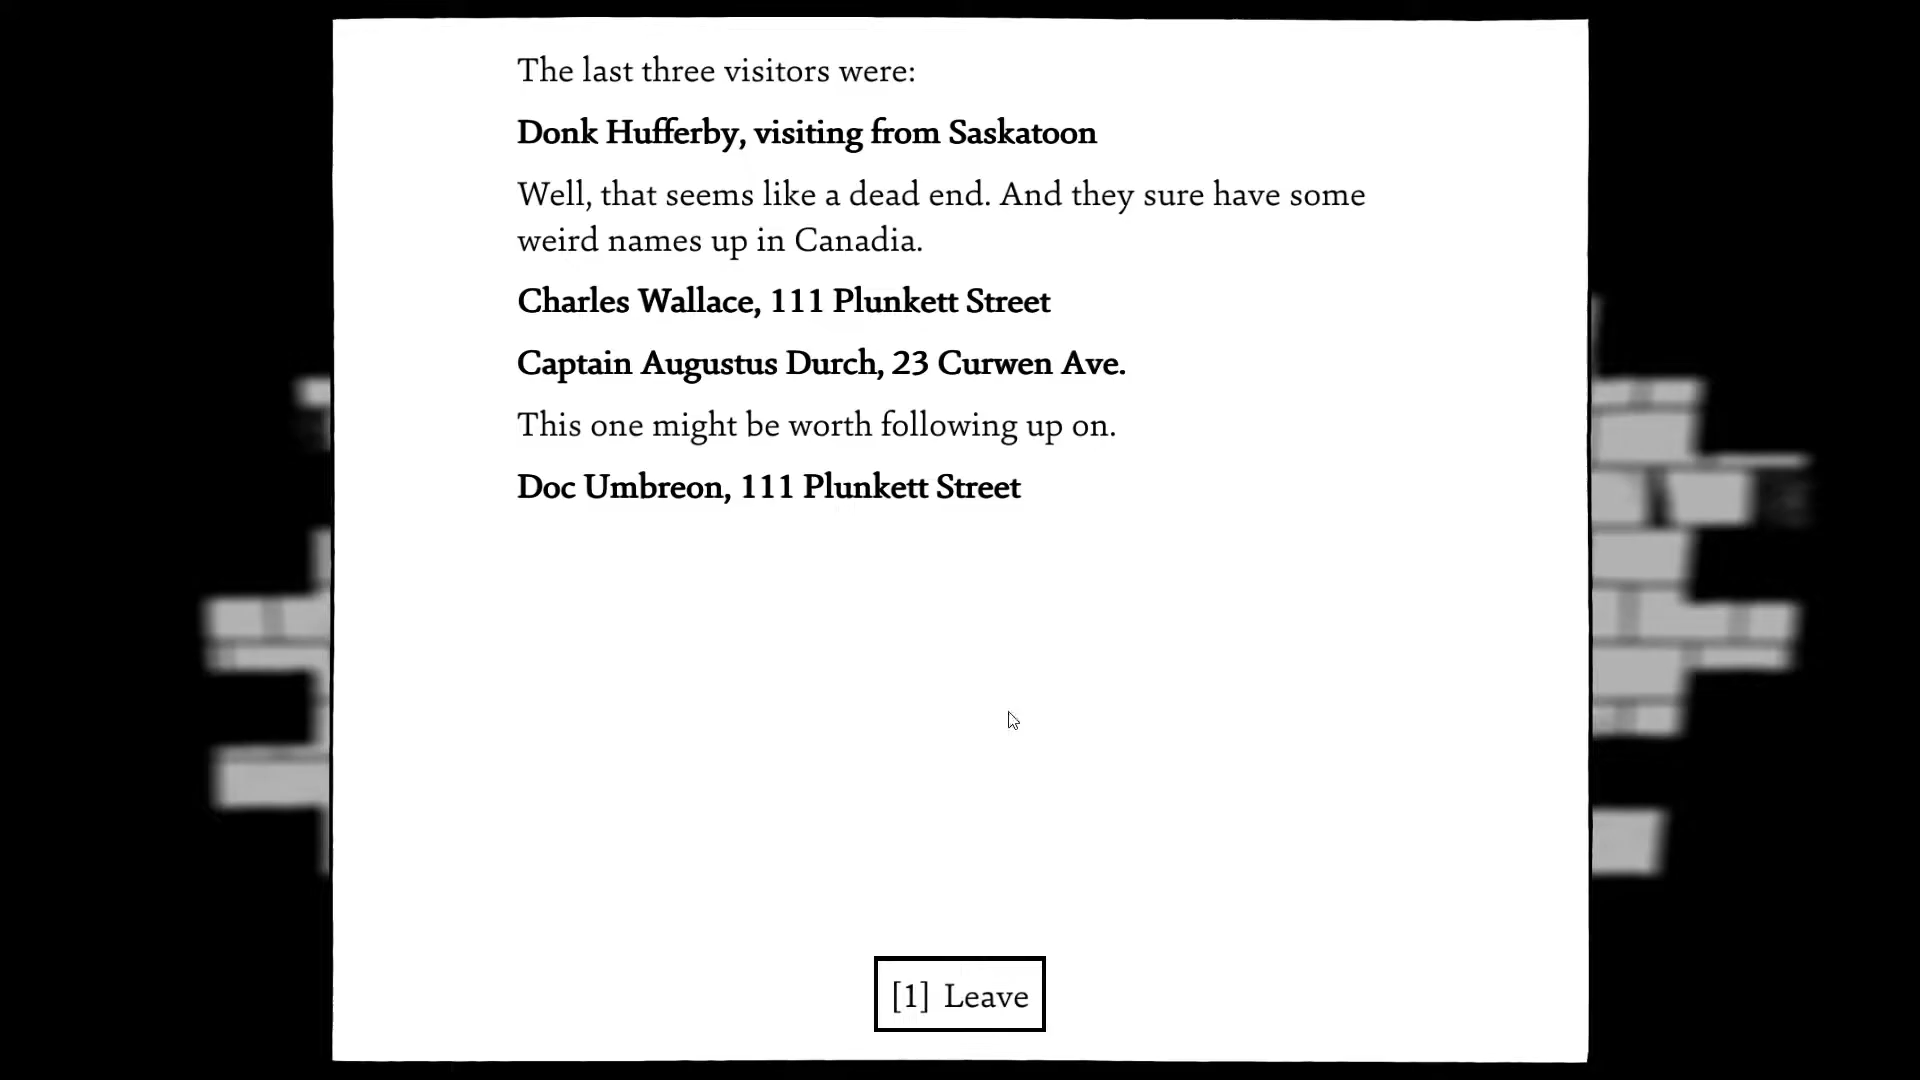 The last three visitors were:
Donk Hufferby, visiting from Saskatoon
Well, that seems like a dead end. And they sure have some
weird names up in Canadia.
Charles Wallace, 111 Plunkett Street
Captain Augustus Durch, 23 Curwen Ave.
This one might be worth following up on.
Doc Umbreon, 111 Plunkett Street
[1] Leave